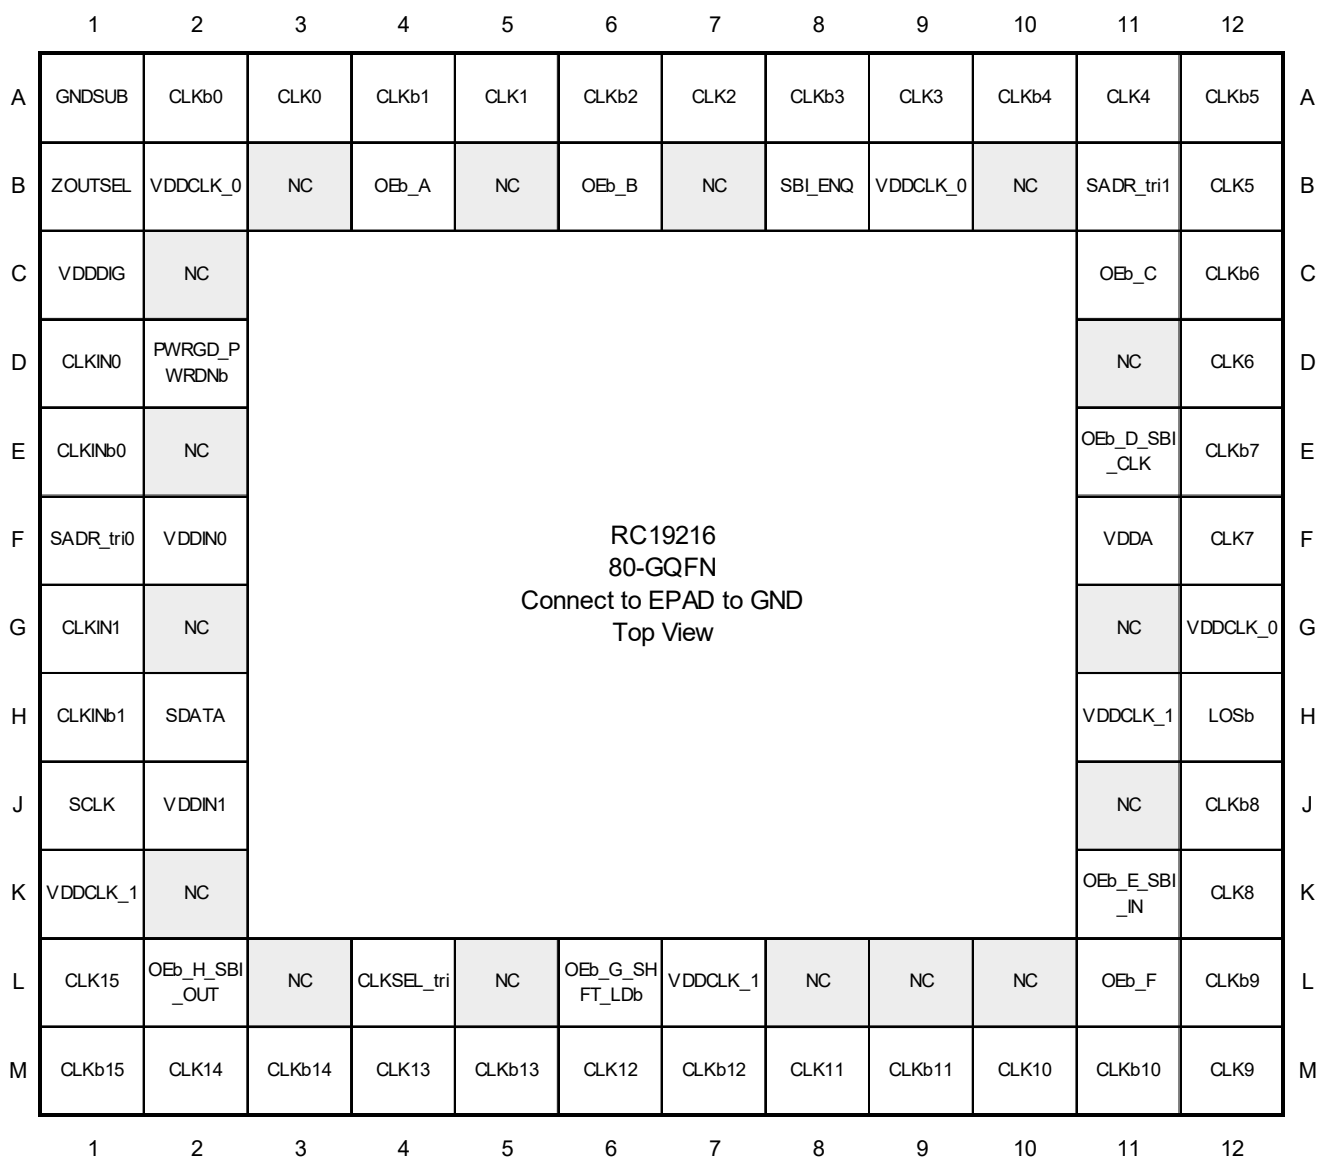 1 2 3 4 5 6 7 8 9 10 11 12
A GNDSUB CLKb0 CLK0 CLKb1 CLK1 CLKb2 CLK2 CLKb3 CLK3 CLKb4 CLK4 CLKb5 A
B ZOUTSEL VDDCLK_0 NC OEb_A NC OEb_B NC SBI_ENQ VDDCLK_0 NC SADR_tri1 CLK5 B
C VDDDIG NC OEb_C CLKb6 C
D CLKIN0 PWRGD_P
WRDNb NC CLK6 D
E CLKINb0 NC OEb_D_SBI
_CLK CLKb7 E
F SADR_tri0 VDDIN0 VDDA CLK7 F
RC19216
80-GQFN
Connect to EPAD to GND
Top View
G CLKIN1 NC NC VDDCLK_0 G
H CLKINb1 SDATA VDDCLK_1 LOSb H
J SCLK VDDIN1 NC CLKb8 J
K VDDCLK_1 NC OEb_E_SBI
_IN CLK8 K
L CLK15 OEb_H_SBI
_OUT NC CLKSEL_tri NC OEb_G_SH
FT_LDb VDDCLK_1 NC NC NC OEb_F CLKb9 L
M CLKb15 CLK14 CLKb14 CLK13 CLKb13 CLK12 CLKb12 CLK11 CLKb11 CLK10 CLKb10 CLK9 M
1 2 3 4 5 6 7 8 9 10 11 12